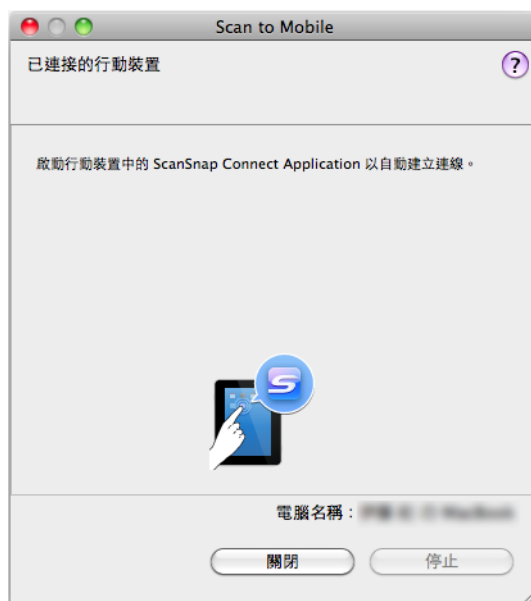 Scan to Mobile
已連接的行動裝置
?
啟動行動裝置中的 ScanSnap Connect Application 以自動建立連線。
S
電腦名稱：
關閉
停止